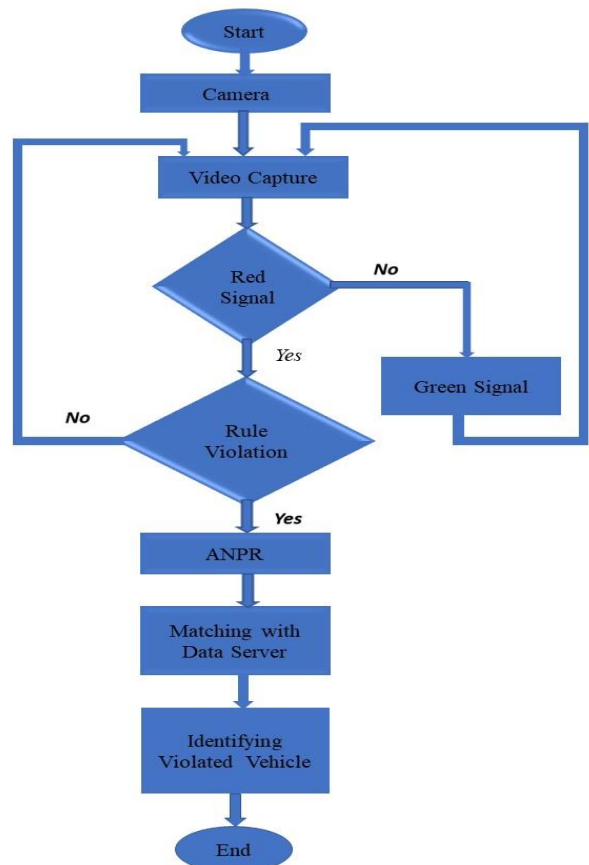 Start
Camera
Video Capture
Red
Signal
No
Yes
Green Signal
No
Rule
Violation
Yes
ANPR
Matching with
Data Server
Identifying
Violated Vehicle
End